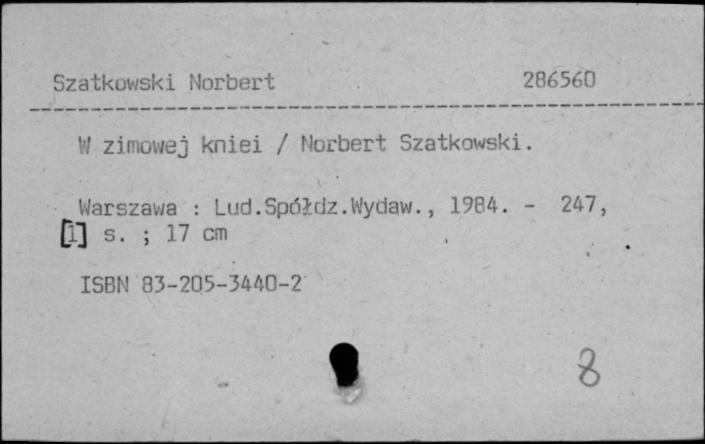 Szatkowski Norbert 286560
W zimowej kniei / Norbert Szatkowski.
Warszawa : Lud.Spółdz.Wydaw., 1984. - 247,
[1] s. ; 17 cm
ISBN 83-205-3440-2
8